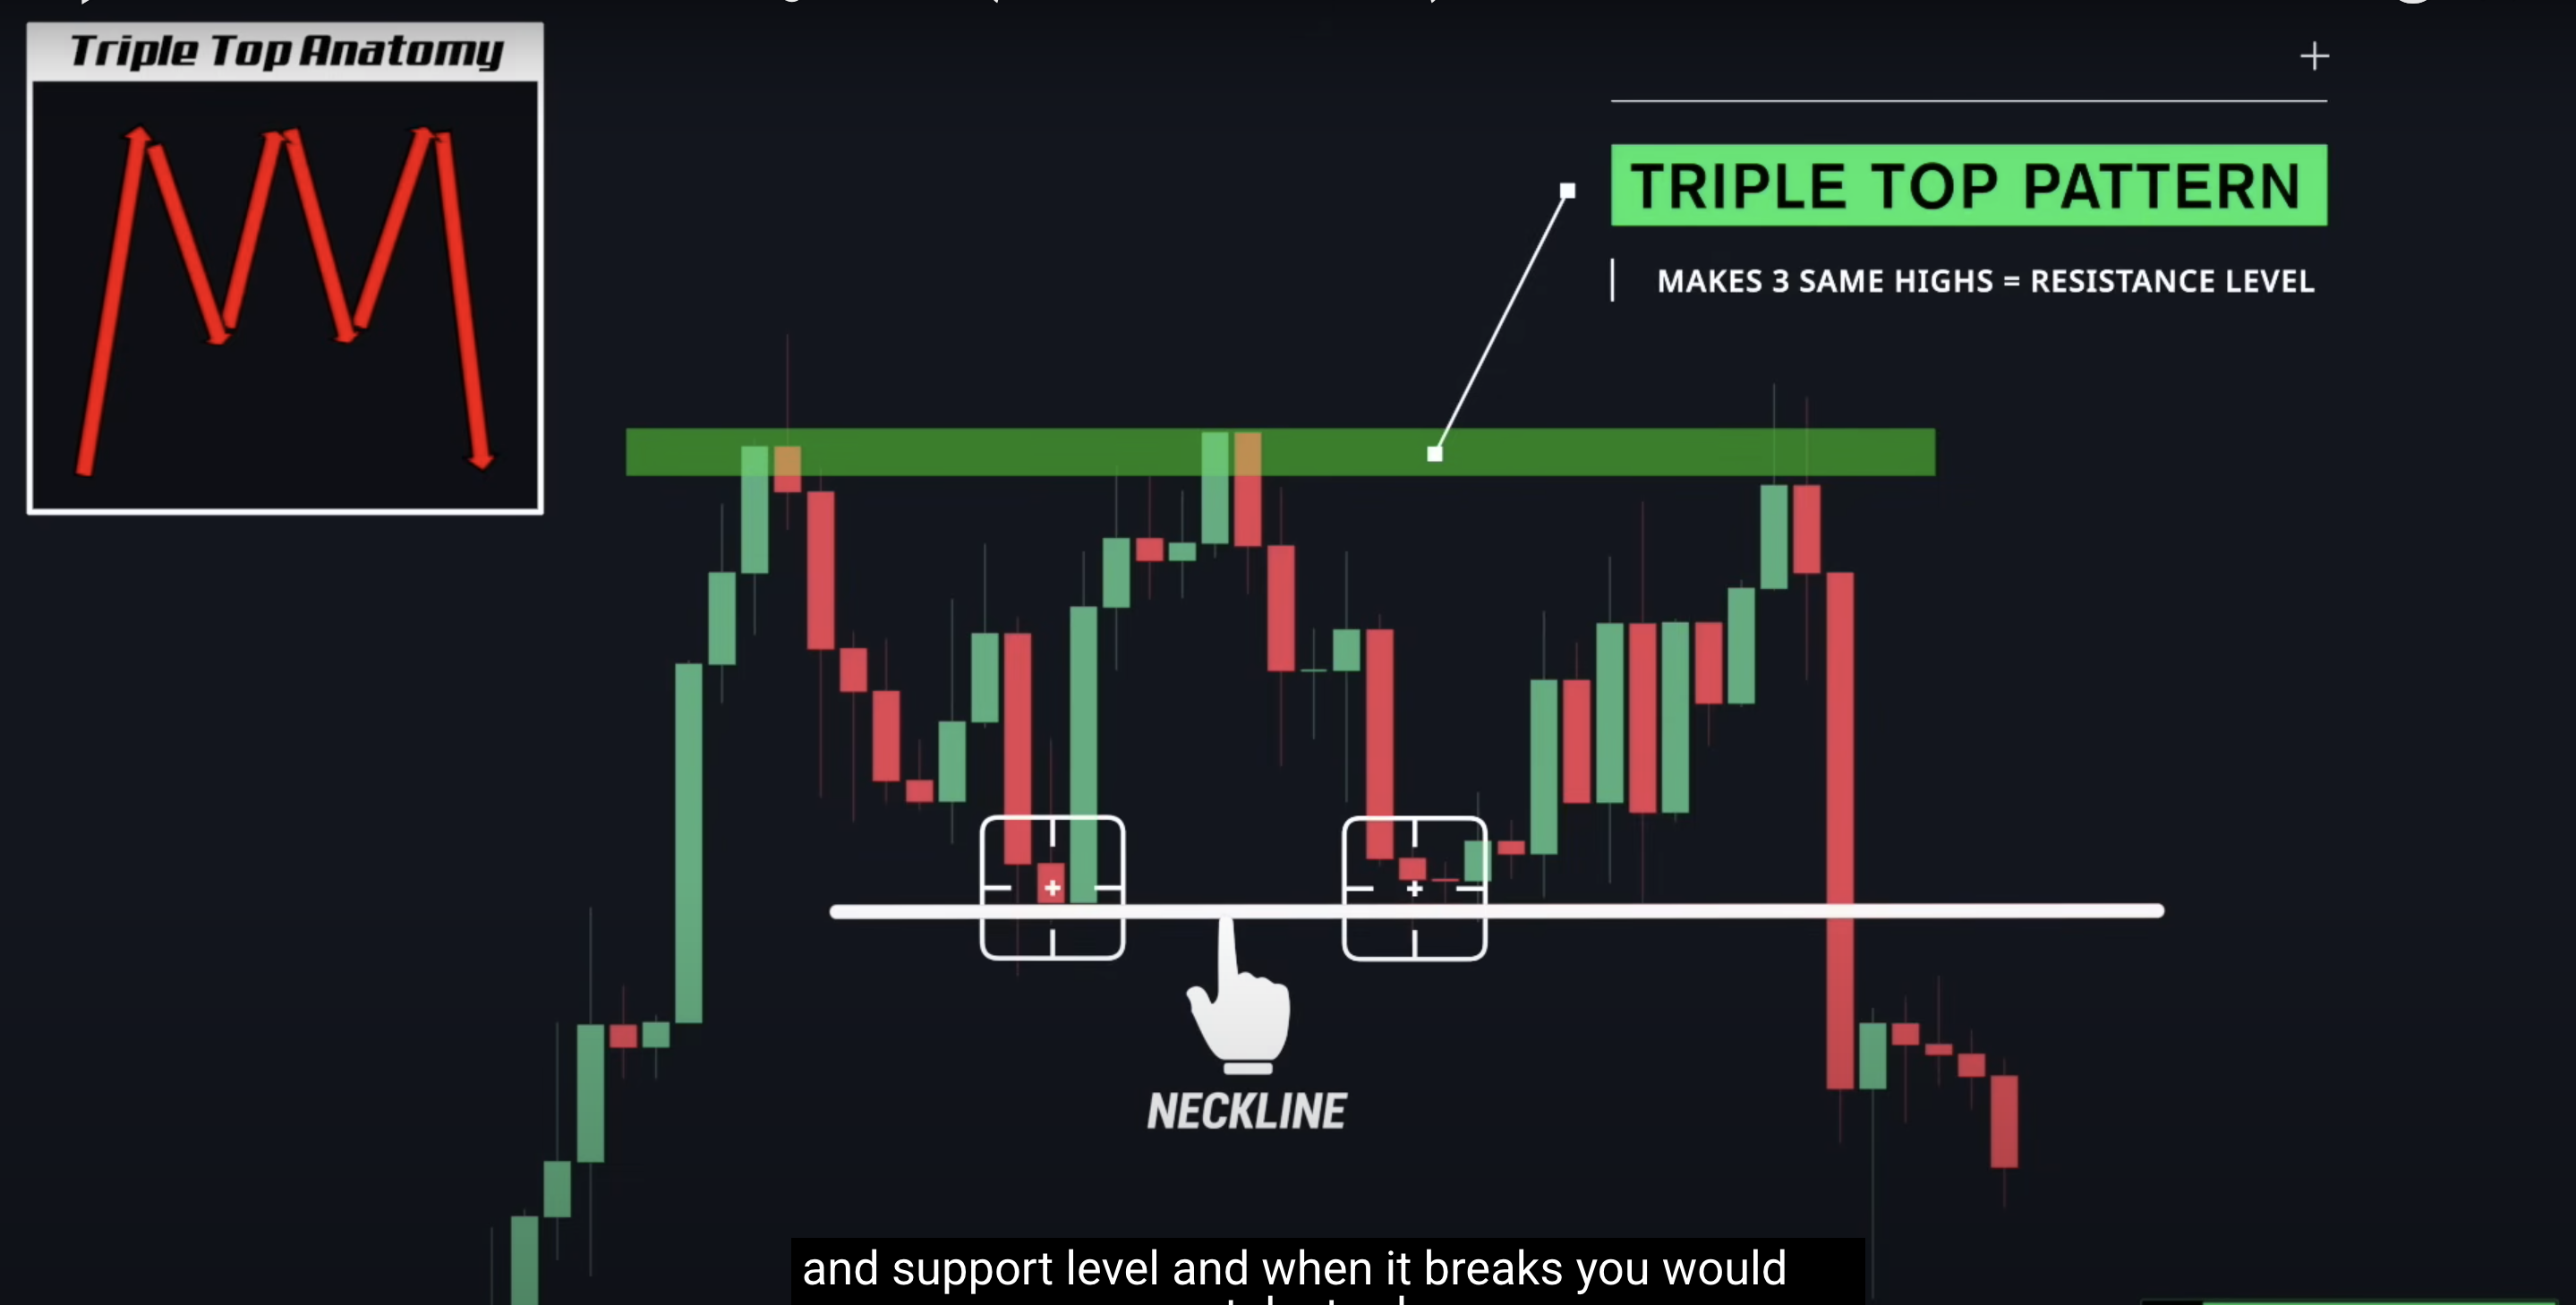 Triple Top Anatomy
TRIPLE TOP PATTERN
MAKES 3 SAME HIGHS = RESISTANCE LEVEL
NECKLINE
and support level and when it breaks you would